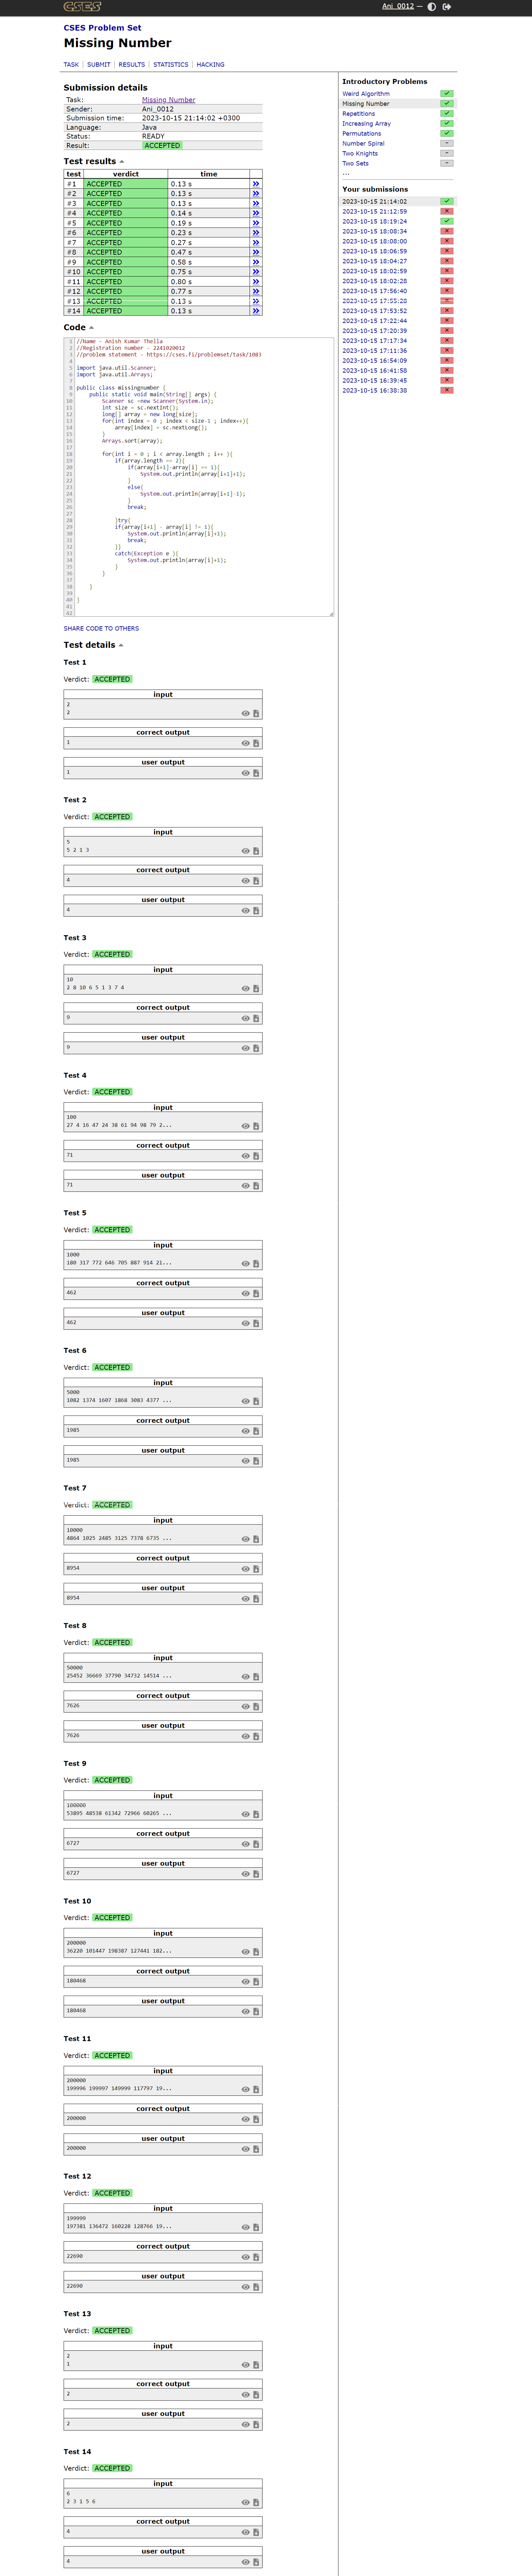 CSES
Ani_0012 —
CSES Problem Set
Missing Number
TASK | SUBMIT | RESULTS | STATISTICS | HACKING
Submission details
Task: Missing Number
Sender: Ani_0012
Submission time: 2023-10-15 21:14:02 +0300
Language: Java
Status: READY
Result: ACCEPTED
Test results
test verdict time
#1 ACCEPTED 0.13 s
#2 ACCEPTED 0.13 s
#3 ACCEPTED 0.13 s
#4 ACCEPTED 0.14 s
#5 ACCEPTED 0.19 s
#6 ACCEPTED 0.23 s
#7 ACCEPTED 0.27 s
#8 ACCEPTED 0.47 s
#9 ACCEPTED 0.58 s
#10 ACCEPTED 0.75 s
#11 ACCEPTED 0.80 s
#12 ACCEPTED 0.77 s
#13 ACCEPTED 0.13 s
#14 ACCEPTED 0.13 s
Code
1 //Name - Anish Kumar Thella
2 //Registration number - 2241020012
3 //problem statement - https://cses.fi/problemset/task/1083
4
5 import java.util.Scanner;
6 import java.util.Arrays;
7
8 public class missingnumber {
9 public static void main(String[] args) {
10 Scanner sc =new Scanner(System.in);
11 int size = sc.nextInt();
12 long[] array = new long[size];
13 for(int index = 0 ; index < size-1 ; index++){
14 array[index] = sc.nextLong();
15 }
16 Arrays.sort(array);
17
18 for(int i = 0 ; i < array.length ; i++ ){
19 if(array.length == 2){
20 if(array[i+1]-array[i] == 1){
21 System.out.println(array[i+1]+1);
22 }
23 else{
24 System.out.println(array[i+1]-1);
25 }
26 break;
27
28 }try{
29 if(array[i+1] - array[i] != 1){
30 System.out.println(array[i]+1);
31 break;
32 }}
33 catch(Exception e ){
34 System.out.println(array[i]+1);
35 }
36 }
37
38 }
39
40 }
41
42
SHARE CODE TO OTHERS
Test details
Test 1
Verdict: ACCEPTED
input
2
2
correct output
1
user output
1
Test 2
Verdict: ACCEPTED
input
5
5 2 1 3
correct output
4
user output
4
Test 3
Verdict: ACCEPTED
input
10
2 8 10 6 5 1 3 7 4
correct output
9
user output
9
Test 4
Verdict: ACCEPTED
input
100
27 4 16 47 24 38 61 94 98 79 2...
correct output
71
user output
71
Test 5
Verdict: ACCEPTED
input
1000
180 317 772 646 705 887 914 21...
correct output
462
user output
462
Test 6
Verdict: ACCEPTED
input
5000
1082 1374 1607 1868 3083 4377 ...
correct output
1985
user output
1985
Test 7
Verdict: ACCEPTED
input
10000
4864 1025 2485 3125 7378 6735 ...
correct output
8954
user output
8954
Test 8
Verdict: ACCEPTED
input
50000
25452 36669 37790 34732 14514 ...
correct output
7626
user output
7626
Test 9
Verdict: ACCEPTED
input
100000
53895 48538 61342 72966 60265 ...
correct output
6727
user output
6727
Test 10
Verdict: ACCEPTED
input
200000
36220 101447 198387 127441 182...
correct output
180468
user output
180468
Test 11
Verdict: ACCEPTED
input
200000
199996 199997 149999 117797 19...
correct output
200000
user output
200000
Test 12
Verdict: ACCEPTED
input
199999
197381 136472 160228 128766 19...
correct output
22690
user output
22690
Test 13
Verdict: ACCEPTED
input
2
1
correct output
2
user output
2
Test 14
Verdict: ACCEPTED
input
6
2 3 1 5 6
correct output
4
user output
4
Introductory Problems
Weird Algorithm
Missing Number
Repetitions
Increasing Array
Permutations
Number Spiral –
Two Knights –
Two Sets –
...
Your submissions
2023-10-15 21:14:02
2023-10-15 21:12:59
2023-10-15 18:19:24
2023-10-15 18:08:34
2023-10-15 18:08:00
2023-10-15 18:06:59
2023-10-15 18:04:27
2023-10-15 18:02:59
2023-10-15 18:02:28
2023-10-15 17:56:40
2023-10-15 17:55:28
2023-10-15 17:53:52
2023-10-15 17:22:44
2023-10-15 17:20:39
2023-10-15 17:17:34
2023-10-15 17:11:36
2023-10-15 16:54:09
2023-10-15 16:41:58
2023-10-15 16:39:45
2023-10-15 16:38:38